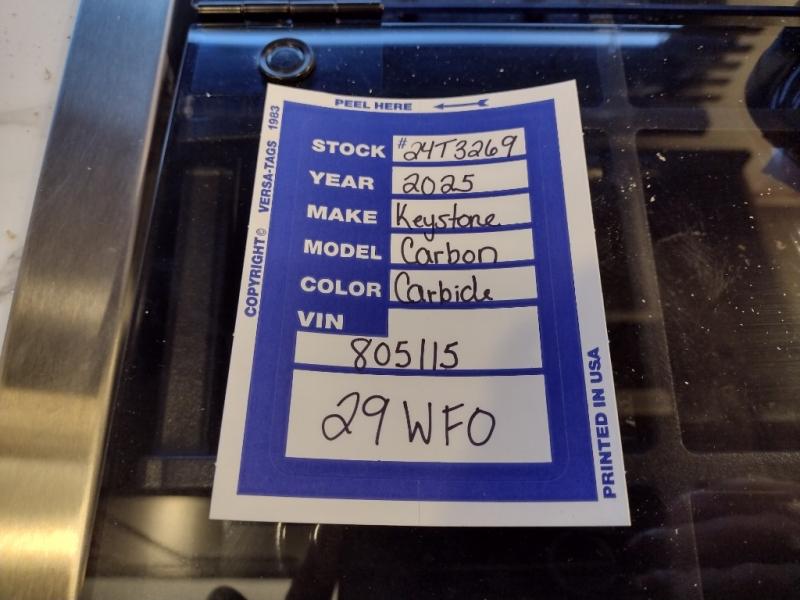 PEEL HERE
STOCK #24T3269
YEAR 2025
MAKE Keystone
MODEL Carbon
COLOR Carbide
VIN
805115
29 WFO
COPYRIGHT© VERSA-TAGS 1983
PRINTED IN USA